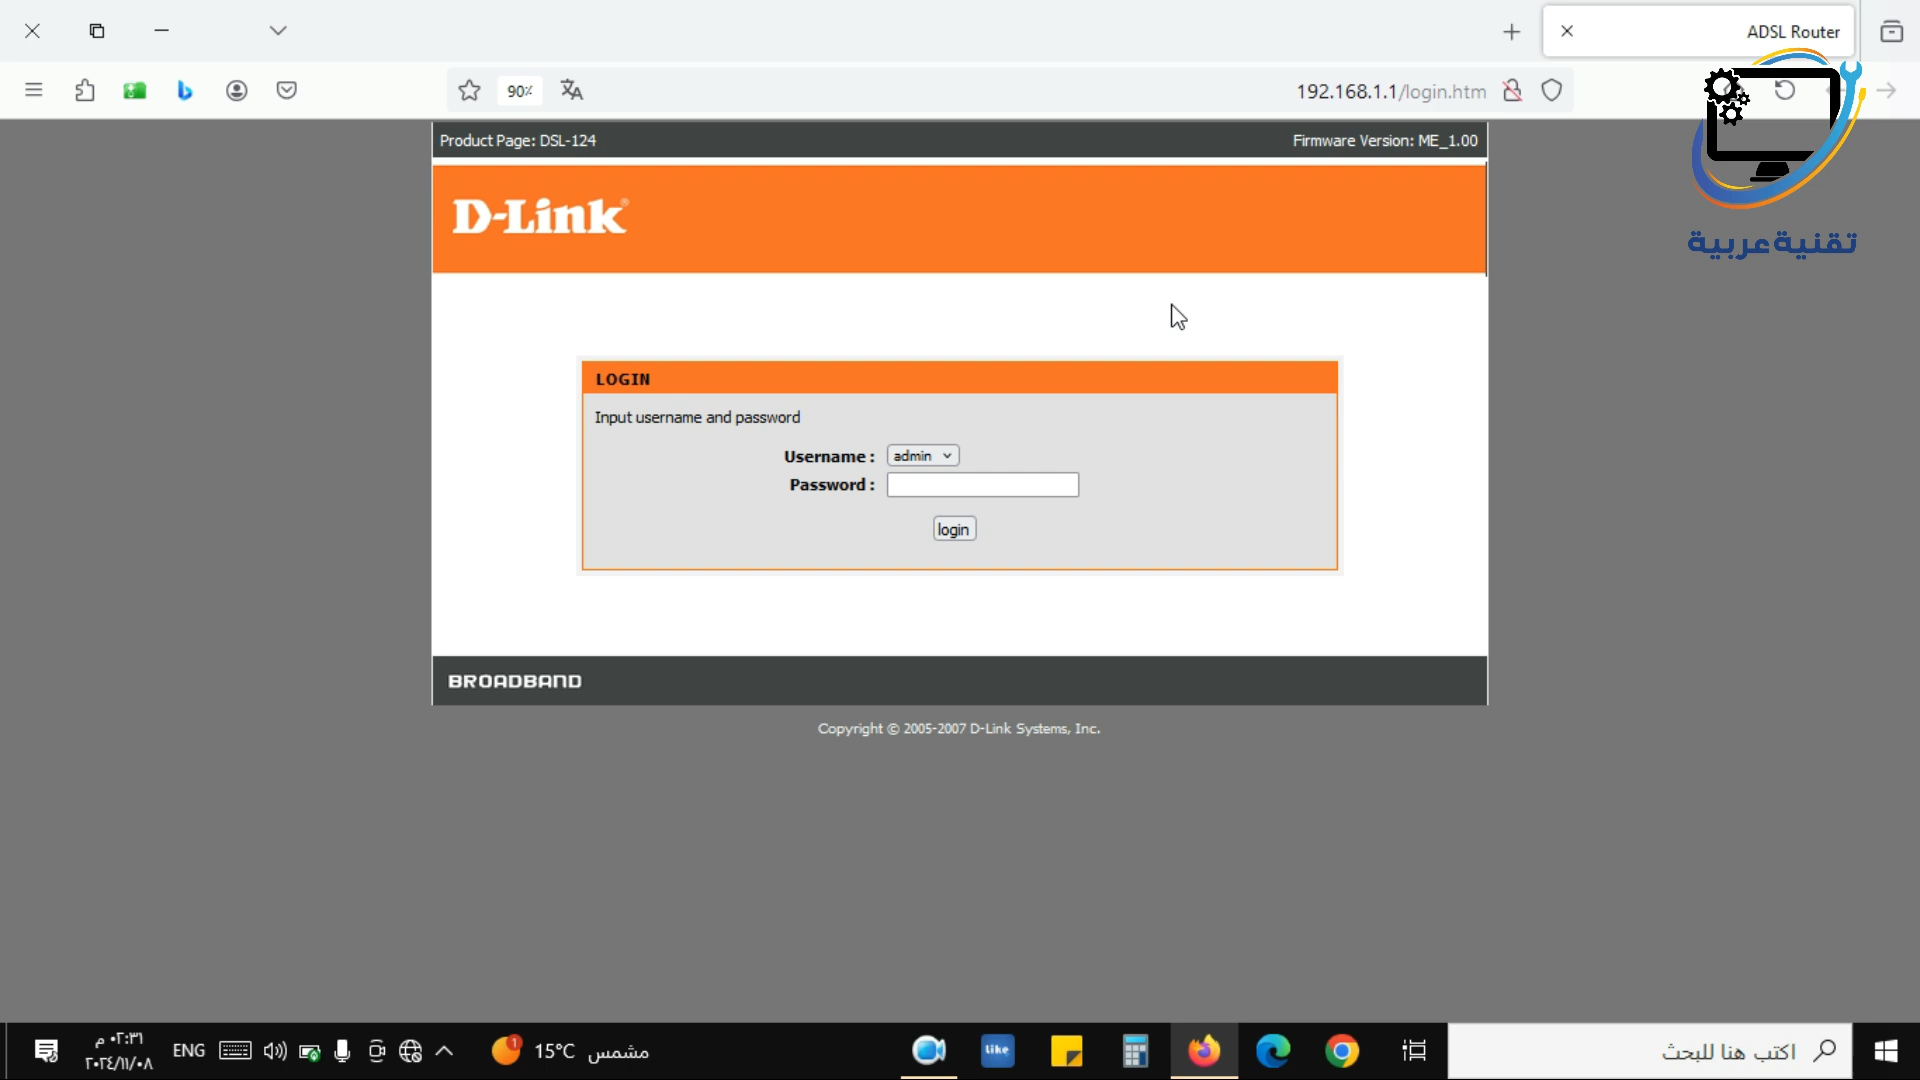 ADSL Router
90٪
192.168.1.1/login.htm
Product Page: DSL-124
Firmware Version: ME_1.00
D-Link
تقنية عربية
LOGIN
Input username and password
Username :
admin
Password :
login
BROADBAND
Copyright © 2005-2007 D-Link Systems, Inc.
٠٢:٣١ م
٢٠٢٤/١١/٠٨
ENG
1
15°C مشمس
like
اكتب هنا للبحث